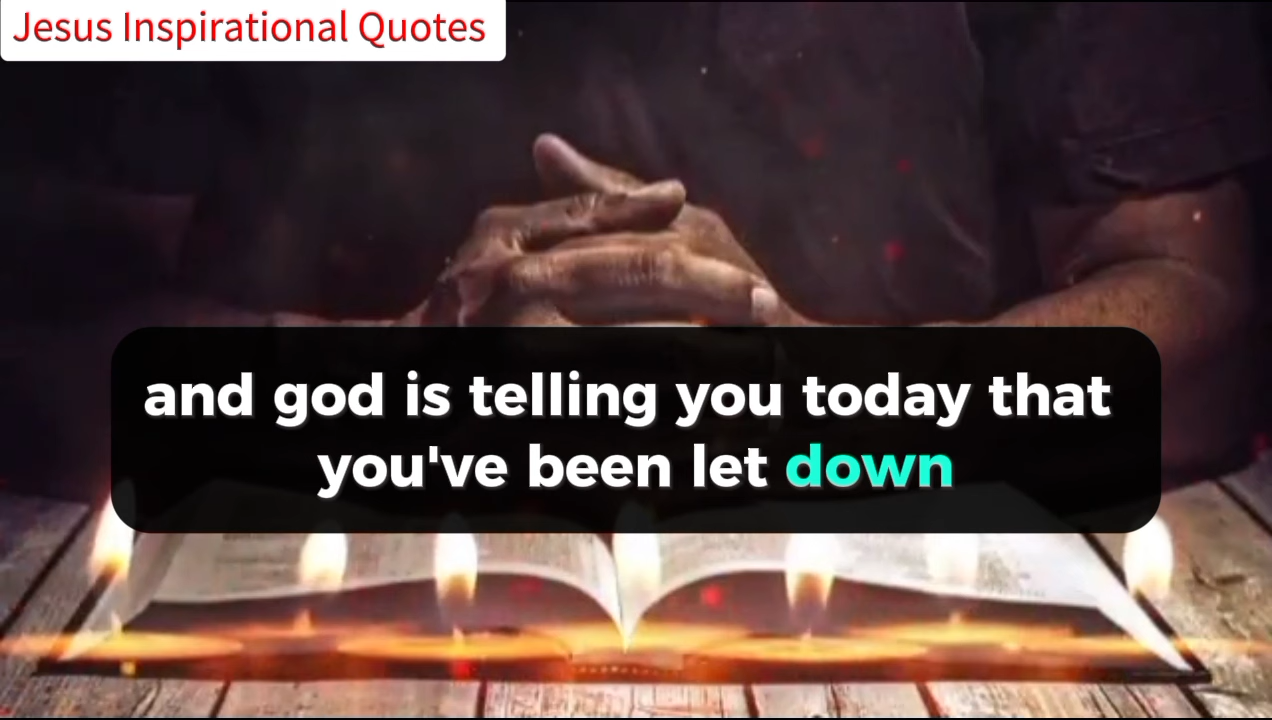 Jesus Inspirational Quotes
and god is telling you today that
you've been let down